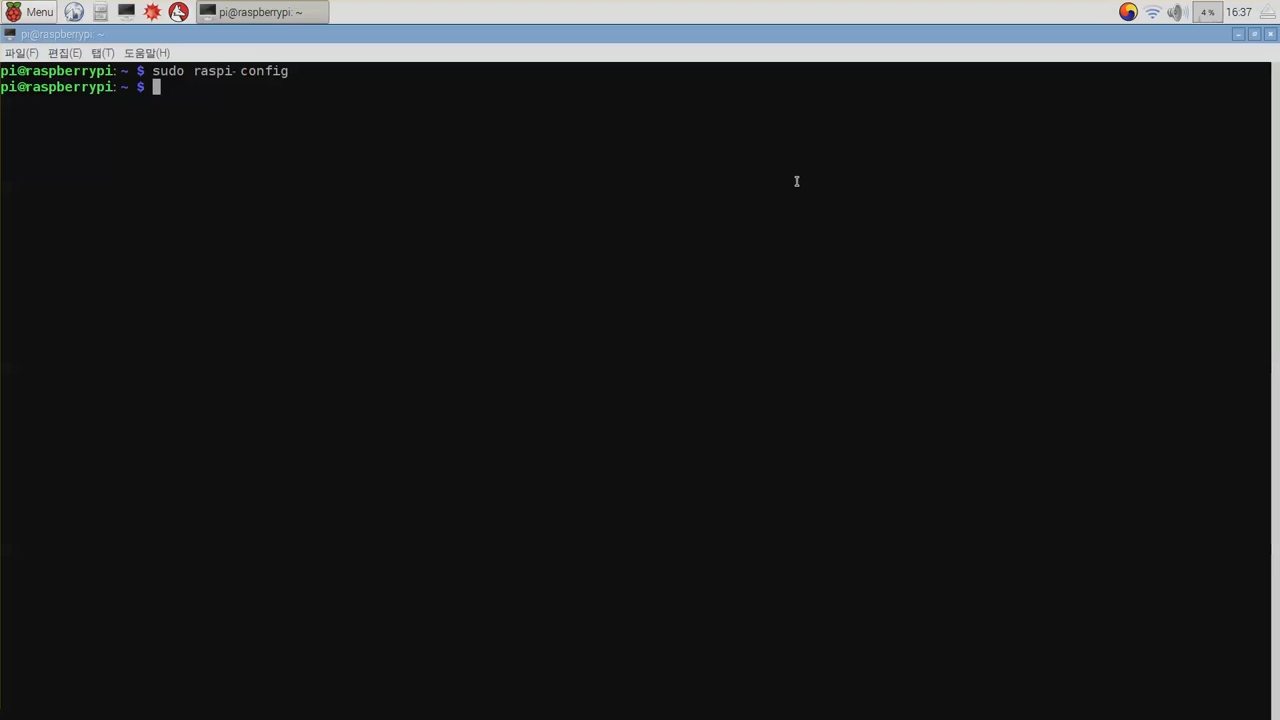 Menu
pi@raspberrypi: ~
4 %
16:37
pi@raspberrypi: ~
파일(F) 편집(E) 탭(T) 도움말(H)
pi@raspberrypi: ~ $ sudo raspi-config
pi@raspberrypi: ~ $